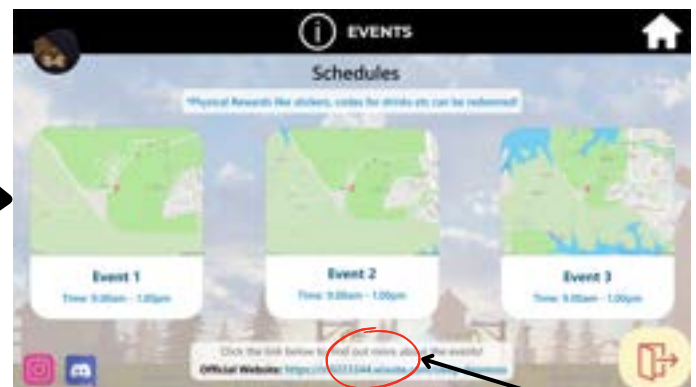 EVENTS
Schedules
*Physical Rewards like stickers, codes for drinks etc can be redeemed!
Event 1
Time: 9.00am - 1.00pm
Event 2
Time: 9.00am - 1.00pm
Event 3
Time: 9.00am - 1.00pm
Click the link below to find out more about the events!
Official Website: